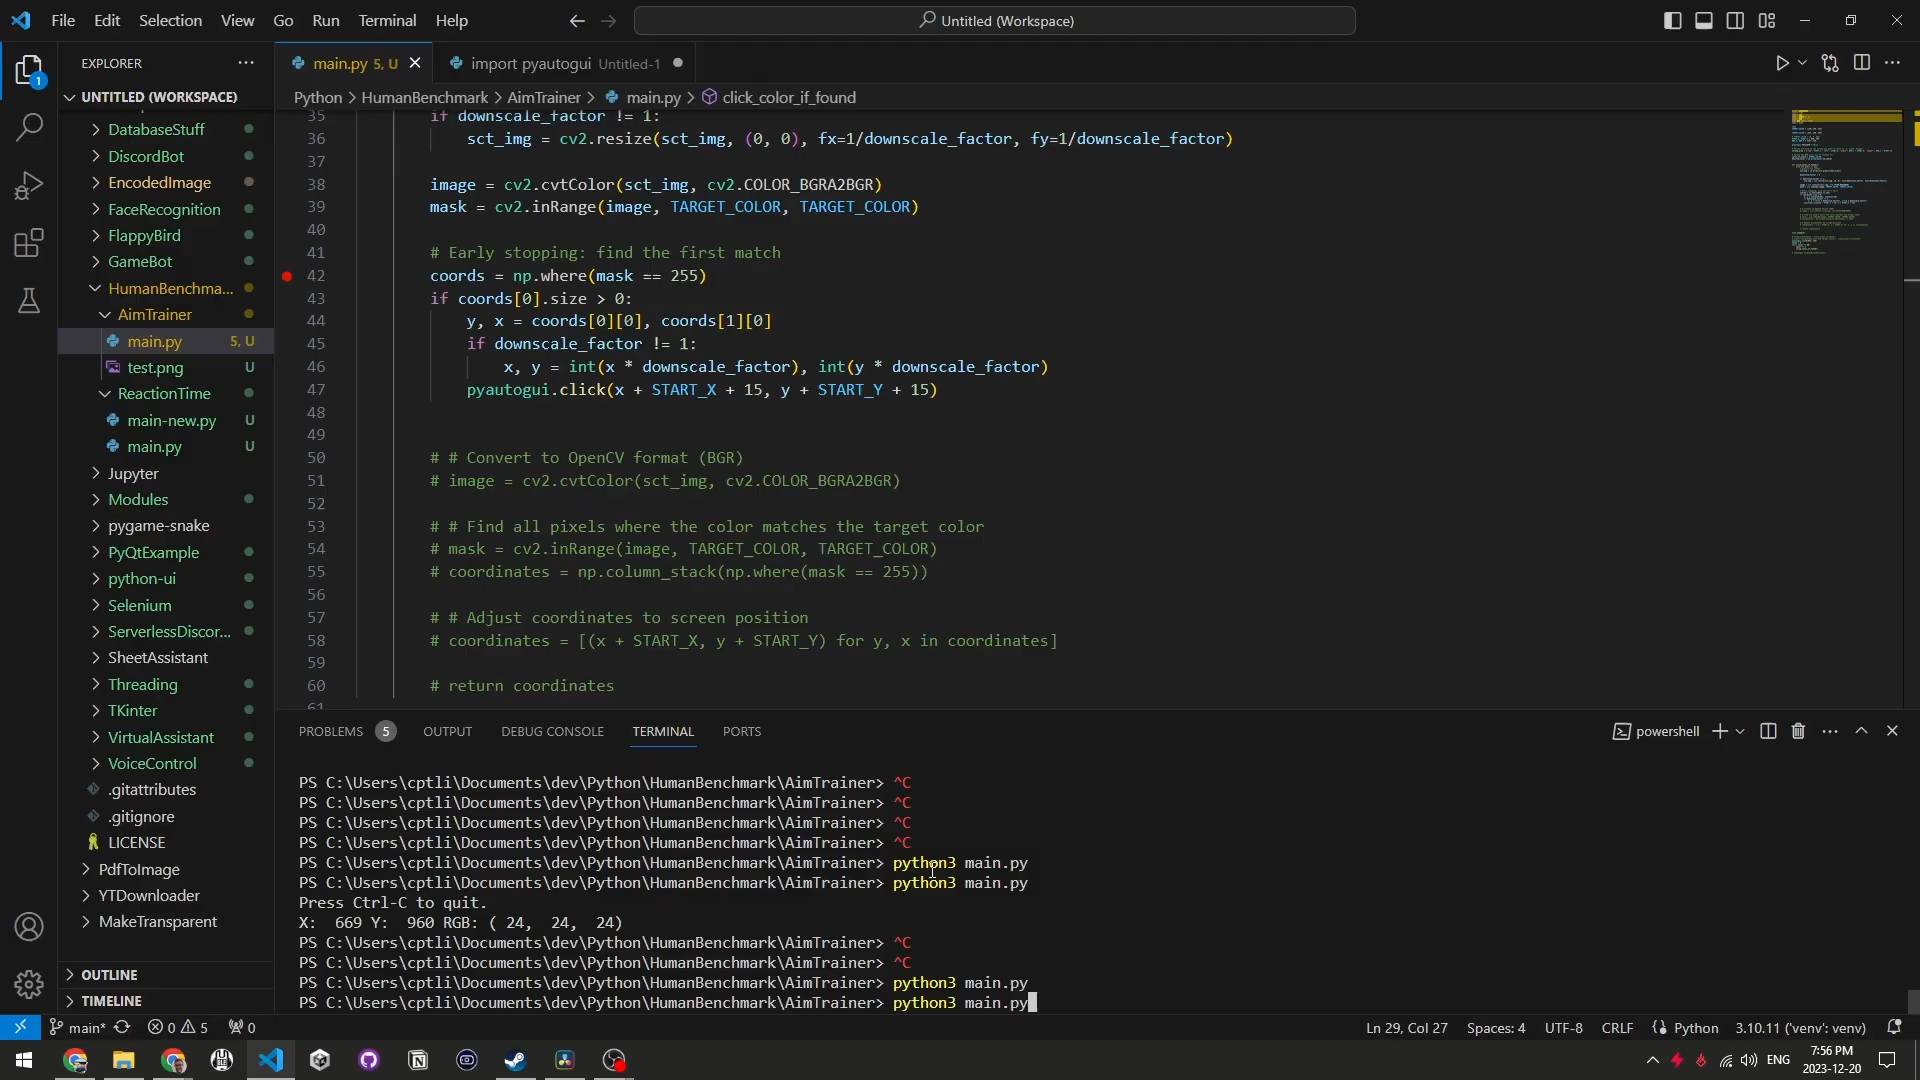 File Edit Selection View Go Run Terminal Help
Untitled (Workspace)
EXPLORER
UNTITLED (WORKSPACE)
DatabaseStuff
DiscordBot
EncodedImage
FaceRecognition
FlappyBird
GameBot
HumanBenchma...
AimTrainer
main.py 5, U
test.png U
ReactionTime
main-new.py U
main.py U
Jupyter
Modules
pygame-snake
PyQtExample
python-ui
Selenium
ServerlessDiscor...
SheetAssistant
Threading
TKinter
VirtualAssistant
VoiceControl
.gitattributes
.gitignore
LICENSE
PdfToImage
YTDownloader
MakeTransparent
OUTLINE
TIMELINE
1
main.py 5, U
import pyautogui Untitled-1
Python > HumanBenchmark > AimTrainer > main.py > click_color_if_found
35 if downscale_factor != 1:
36 sct_img = cv2.resize(sct_img, (0, 0), fx=1/downscale_factor, fy=1/downscale_factor)
37
38 image = cv2.cvtColor(sct_img, cv2.COLOR_BGRA2BGR)
39 mask = cv2.inRange(image, TARGET_COLOR, TARGET_COLOR)
40
41 # Early stopping: find the first match
42 coords = np.where(mask == 255)
43 if coords[0].size > 0:
44 y, x = coords[0][0], coords[1][0]
45 if downscale_factor != 1:
46 x, y = int(x * downscale_factor), int(y * downscale_factor)
47 pyautogui.click(x + START_X + 15, y + START_Y + 15)
48
49
50 # # Convert to OpenCV format (BGR)
51 # image = cv2.cvtColor(sct_img, cv2.COLOR_BGRA2BGR)
52
53 # # Find all pixels where the color matches the target color
54 # mask = cv2.inRange(image, TARGET_COLOR, TARGET_COLOR)
55 # coordinates = np.column_stack(np.where(mask == 255))
56
57 # # Adjust coordinates to screen position
58 # coordinates = [(x + START_X, y + START_Y) for y, x in coordinates]
59
60 # return coordinates
61
PROBLEMS 5 OUTPUT DEBUG CONSOLE TERMINAL PORTS
powershell
PS C:\Users\cptli\Documents\dev\Python\HumanBenchmark\AimTrainer> ^C
PS C:\Users\cptli\Documents\dev\Python\HumanBenchmark\AimTrainer> ^C
PS C:\Users\cptli\Documents\dev\Python\HumanBenchmark\AimTrainer> ^C
PS C:\Users\cptli\Documents\dev\Python\HumanBenchmark\AimTrainer> ^C
PS C:\Users\cptli\Documents\dev\Python\HumanBenchmark\AimTrainer> python3 main.py
PS C:\Users\cptli\Documents\dev\Python\HumanBenchmark\AimTrainer> python3 main.py
Press Ctrl-C to quit.
X: 669 Y: 960 RGB: ( 24, 24, 24)
PS C:\Users\cptli\Documents\dev\Python\HumanBenchmark\AimTrainer> ^C
PS C:\Users\cptli\Documents\dev\Python\HumanBenchmark\AimTrainer> ^C
PS C:\Users\cptli\Documents\dev\Python\HumanBenchmark\AimTrainer> python3 main.py
PS C:\Users\cptli\Documents\dev\Python\HumanBenchmark\AimTrainer> python3 main.py
main* 0 5 0
Ln 29, Col 27 Spaces: 4 UTF-8 CRLF Python 3.10.11 ('venv': venv)
ENG
7:56 PM
2023-12-20